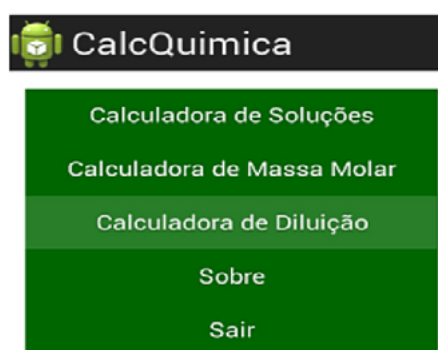 CalcQuimica
Calculadora de Soluções
Calculadora de Massa Molar
Calculadora de Diluição
Sobre
Sair